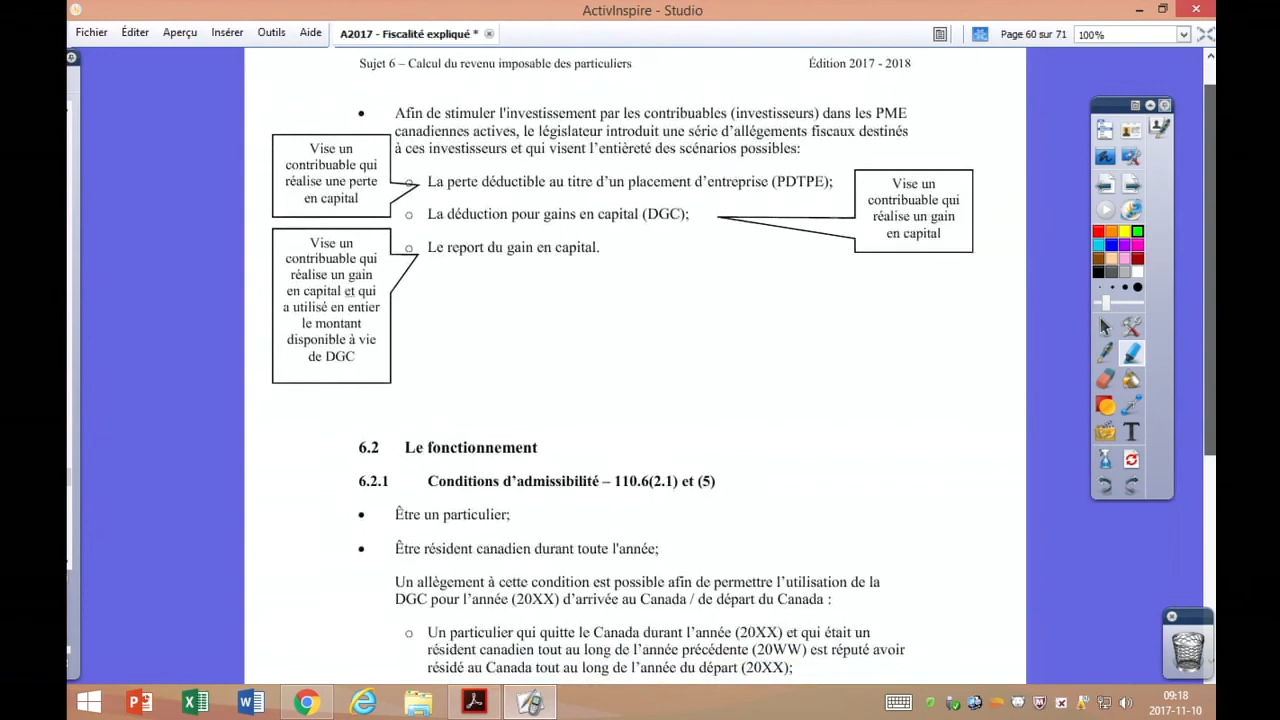 ActivInspire - Studio
Fichier Éditer Aperçu Insérer Outils Aide
A2017 - Fiscalité expliqué *
Page 60 sur 71
100%
Sujet 6 – Calcul du revenu imposable des particuliers
Édition 2017 - 2018
• Afin de stimuler l'investissement par les contribuables (investisseurs) dans les PME
canadiennes actives, le législateur introduit une série d’allégements fiscaux destinés
à ces investisseurs et qui visent l’entièreté des scénarios possibles:
Vise un
contribuable qui
réalise une perte
en capital
o La perte déductible au titre d’un placement d’entreprise (PDTPE);
Vise un
contribuable qui
réalise un gain
en capital
o La déduction pour gains en capital (DGC);
Vise un
contribuable qui
réalise un gain
en capital et qui
a utilisé en entier
le montant
disponible à vie
de DGC
o Le report du gain en capital.
6.2 Le fonctionnement
6.2.1 Conditions d’admissibilité – 110.6(2.1) et (5)
• Être un particulier;
• Être résident canadien durant toute l'année;
Un allègement à cette condition est possible afin de permettre l’utilisation de la
DGC pour l’année (20XX) d’arrivée au Canada / de départ du Canada :
o Un particulier qui quitte le Canada durant l’année (20XX) et qui était un
résident canadien tout au long de l’année précédente (20WW) est réputé avoir
résidé au Canada tout au long de l’année du départ (20XX);
09:18
2017-11-10